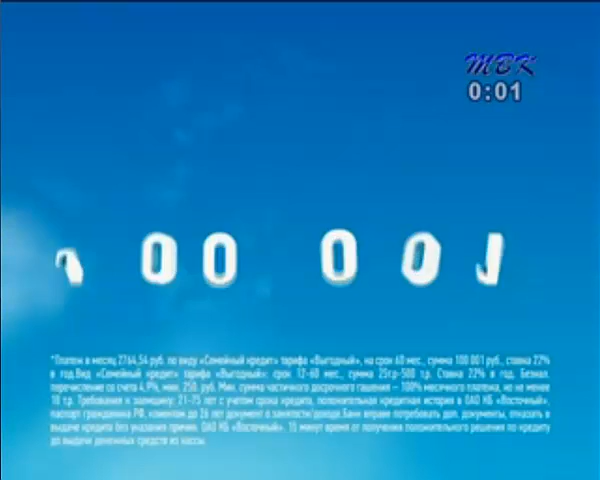 ТВК
0:01
00 00
*Платеж в месяц 2764,54 руб. по виду «Семейный кредит» тарифа «Выгодный», на срок 60 мес., сумма 100 001 руб., ставка 22%
в год.Вид «Семейный кредит» тарифа «Выгодный»: срок 12-60 мес., сумма 25т.р-500 т.р. Ставка 22% в год. Безнал.
перечисление со счета 4,9%, мин. 250 руб. Мин. сумма частичного досрочного гашения – 100% месячного платежа, но не менее
10 т.р. Требования к заемщику: 21-75 лет с учетом срока кредита, положительная кредитная история в ОАО КБ «Восточный»,
паспорт гражданина РФ, клиентам до 26 лет документ о занятости/доходе.Банк вправе потребовать доп. документы, отказать в
выдаче кредита без указания причин. ОАО КБ «Восточный». 15 минут время от получения положительного решения по кредиту
до выдачи денежных средств из кассы.